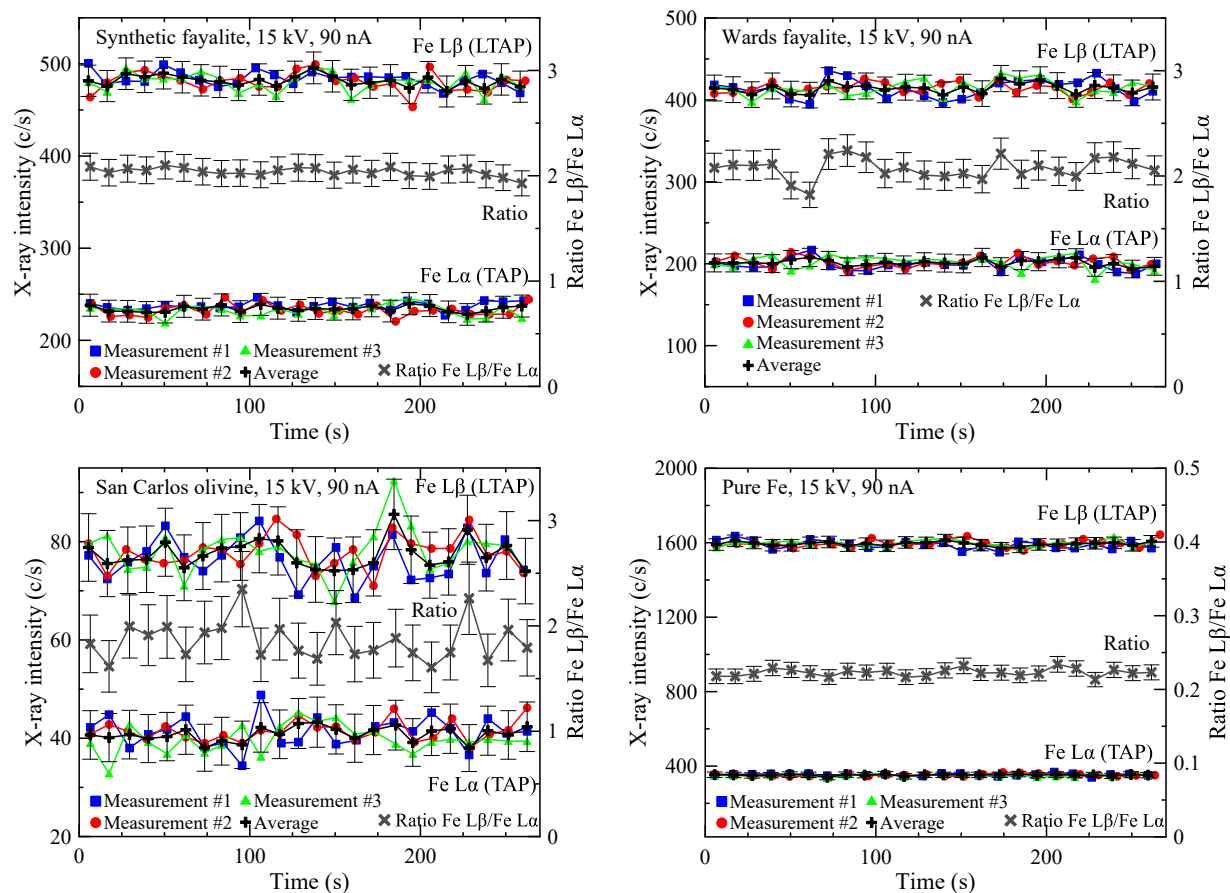 Synthetic fayalite, 15 kV, 90 nA
Fe Lβ (LTAP)
Ratio
Fe Lα (TAP)
Measurement #1
Measurement #3
Measurement #2
Average
Ratio Fe Lβ/Fe Lα
500
400
300
200
3
2
1
0
0
100
200
X-ray intensity (c/s)
Ratio Fe Lβ/Fe Lα
Time (s)
Wards fayalite, 15 kV, 90 nA
Fe Lβ (LTAP)
Ratio
Fe Lα (TAP)
Measurement #1
Ratio Fe Lβ/Fe Lα
Measurement #2
Measurement #3
Average
500
400
300
200
100
3
2
1
0
0
100
200
X-ray intensity (c/s)
Ratio Fe Lβ/Fe Lα
Time (s)
San Carlos olivine, 15 kV, 90 nA
Fe Lβ (LTAP)
Ratio
Fe Lα (TAP)
Measurement #1
Measurement #3
Measurement #2
Average
Ratio Fe Lβ/Fe Lα
80
60
40
20
3
2
1
0
0
100
200
X-ray intensity (c/s)
Ratio Fe Lβ/Fe Lα
Time (s)
Pure Fe, 15 kV, 90 nA
Fe Lβ (LTAP)
Ratio
Fe Lα (TAP)
Measurement #1
Measurement #3
Measurement #2
Average
Ratio Fe Lβ/Fe Lα
2000
1600
1200
800
400
0.5
0.4
0.3
0.2
0.1
0
0
100
200
X-ray intensity (c/s)
Ratio Fe Lβ/Fe Lα
Time (s)